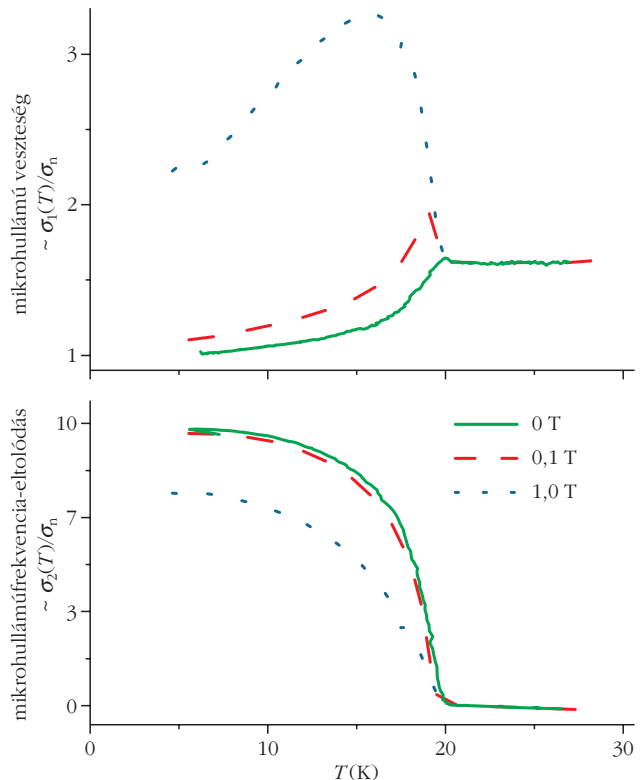 mikrohullámú veszteség
~ σ₁(T)/σₙ
3
2
1
mikrohullámúfrekvencia-eltolódás
~ σ₂(T)/σₙ
10
7
3
0
0 T
0,1 T
1,0 T
0
10
20
30
T(K)